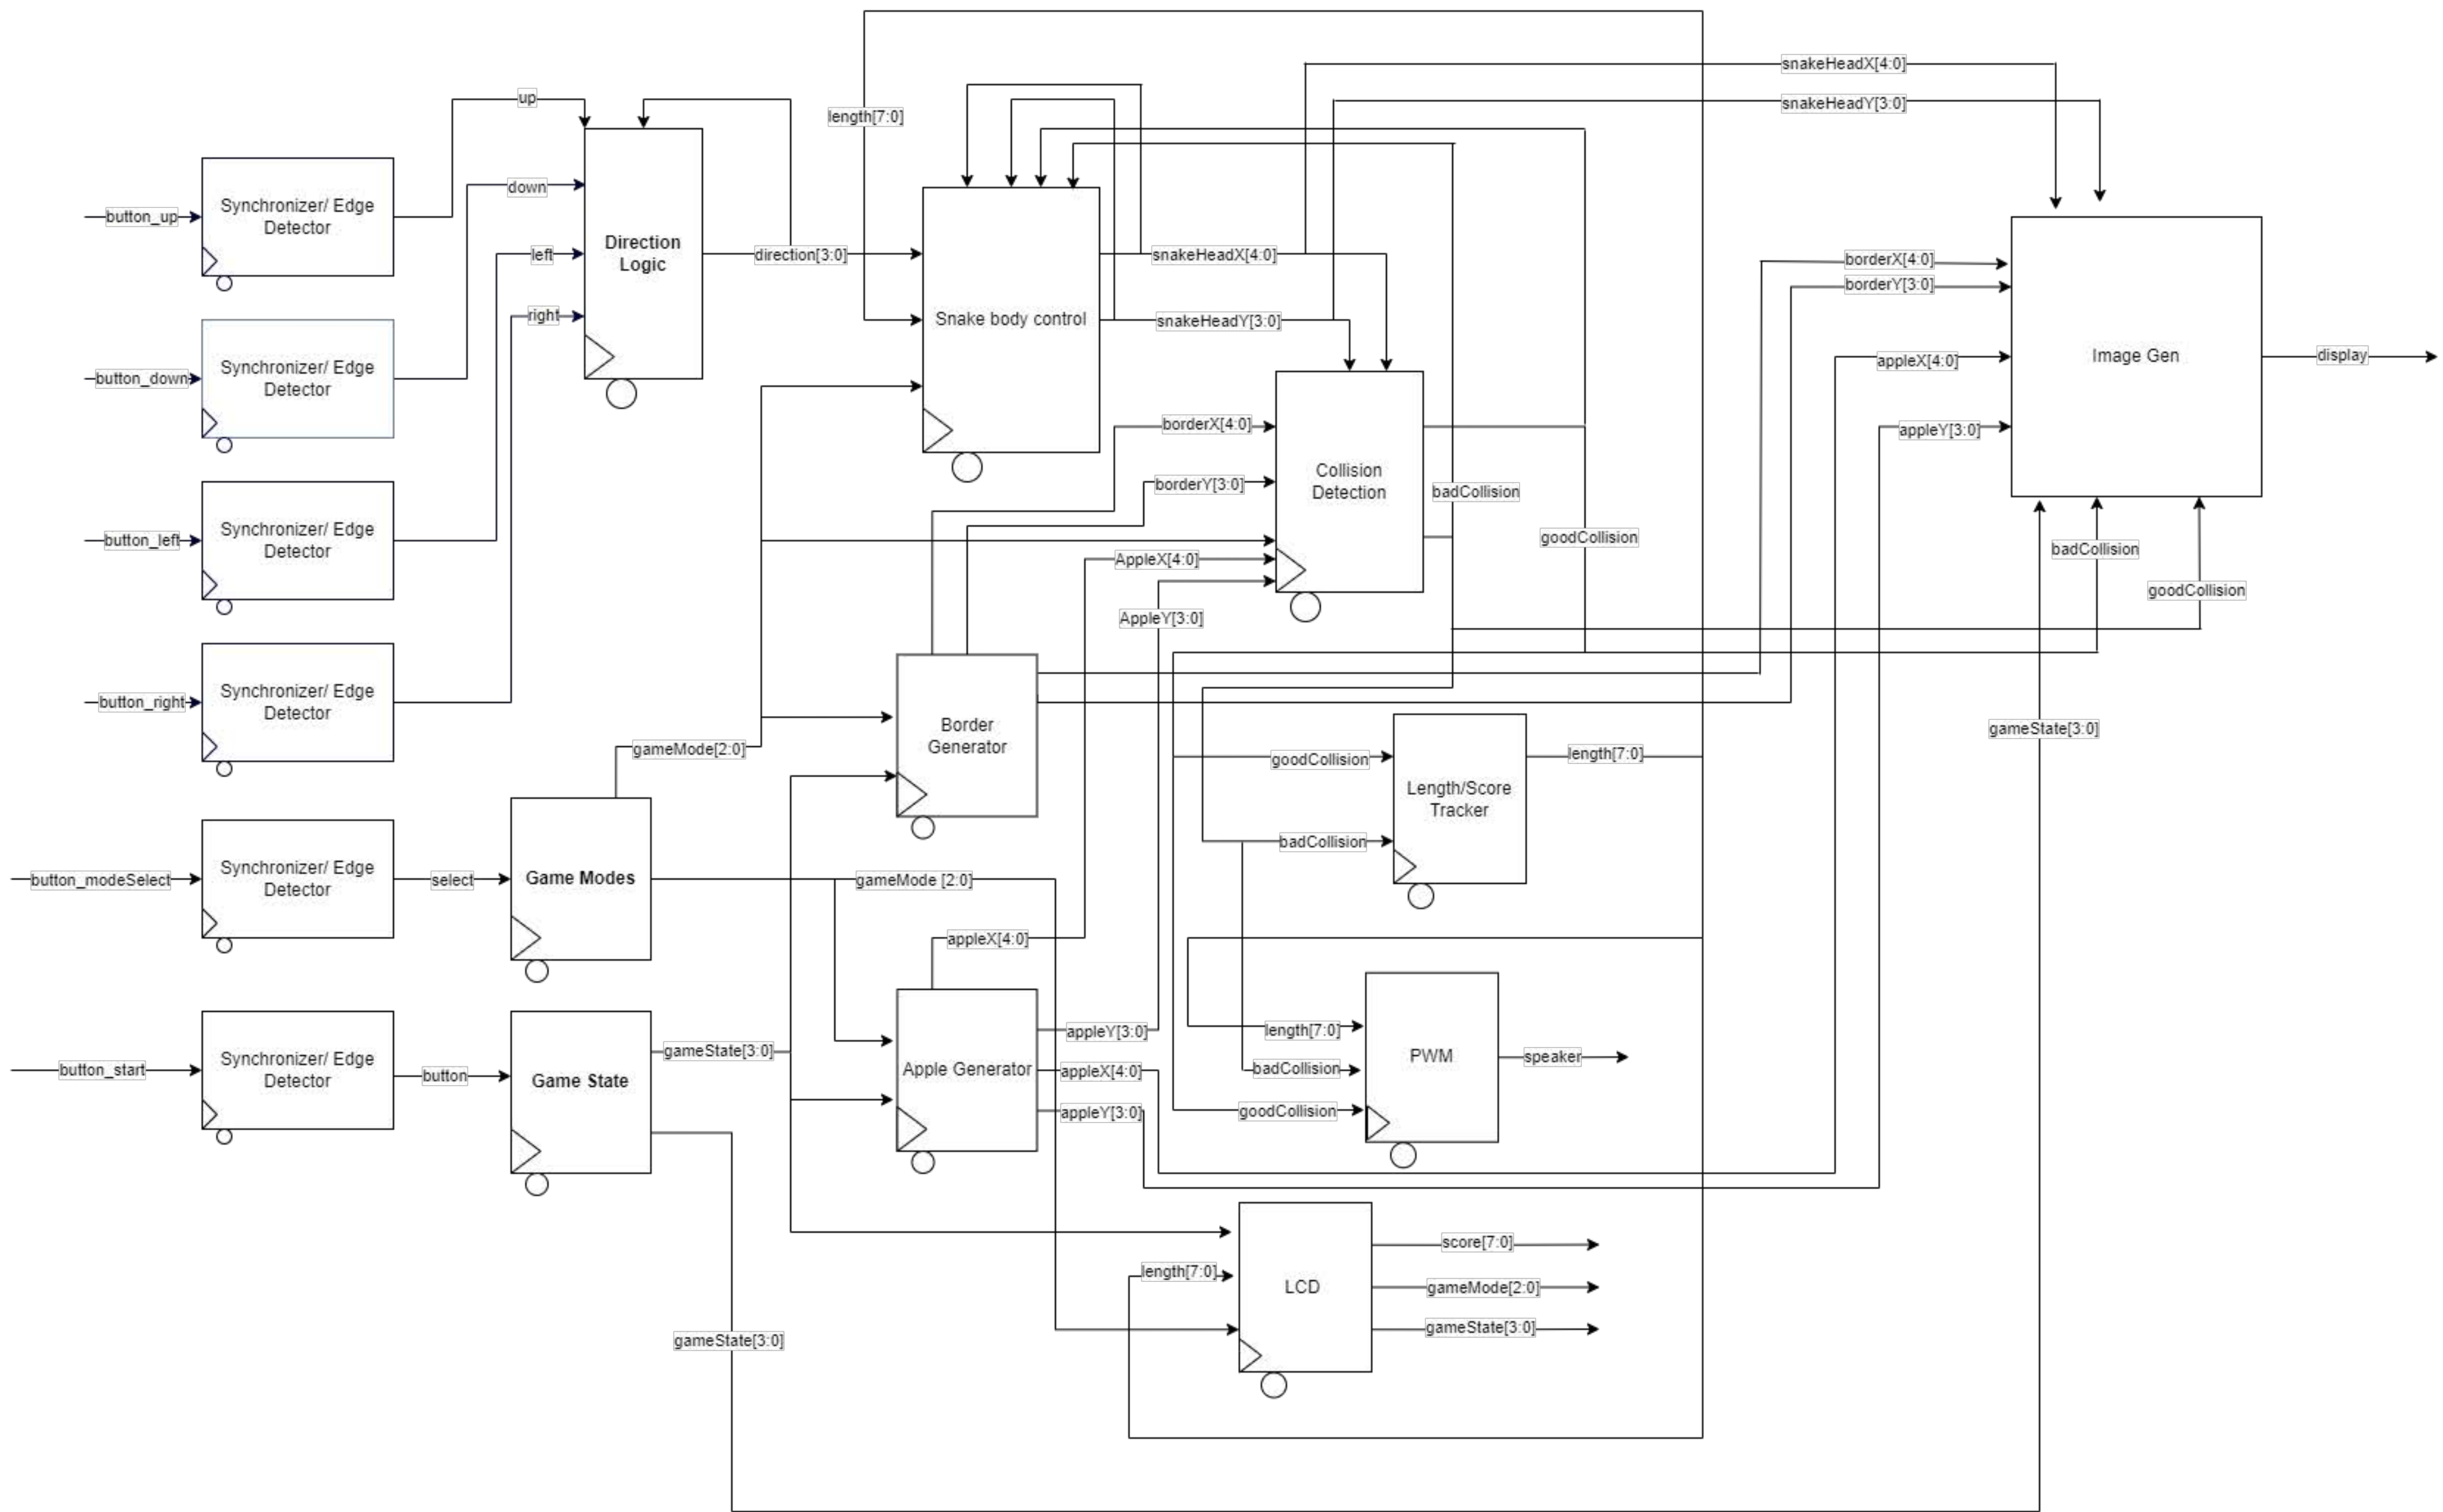 snakeHeadX[4:0]
up
snakeHeadY[3:0]
length[7:0]
down
button_up
Synchronizer/ Edge
Detector
left
Direction
Logic
direction[3:0]
snakeHeadX[4:0]
borderX[4:0]
borderY[3:0]
right
Snake body control
snakeHeadY[3:0]
Image Gen
display
appleX[4:0]
button_down
Synchronizer/ Edge
Detector
borderX[4:0]
appleY[3:0]
Collision
Detection
borderY[3:0]
badCollision
button_left
Synchronizer/ Edge
Detector
goodCollision
badCollision
AppleX[4:0]
goodCollision
AppleY[3:0]
button_right
Synchronizer/ Edge
Detector
gameMode[2:0]
Border
Generator
gameState[3:0]
goodCollision
length[7:0]
Length/Score
Tracker
badCollision
button_modeSelect
Synchronizer/ Edge
Detector
select
Game Modes
gameMode [2:0]
appleX[4:0]
button_start
Synchronizer/ Edge
Detector
button
Game State
gameState[3:0]
appleY[3:0]
length[7:0]
Apple Generator
appleX[4:0]
badCollision
PWM
speaker
appleY[3:0]
goodCollision
score[7:0]
length[7:0]
LCD
gameMode[2:0]
gameState[3:0]
gameState[3:0]